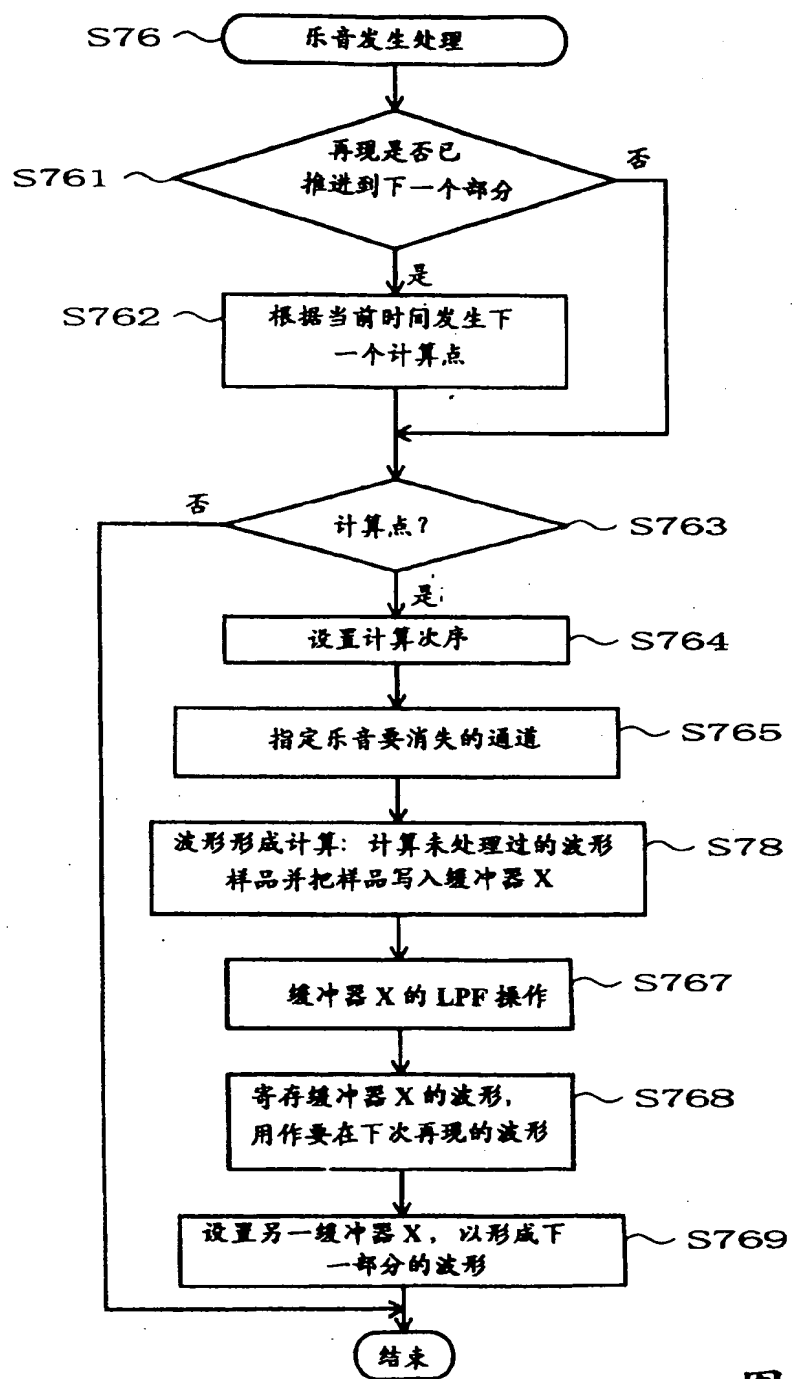 S76
乐音发生处理
S761
再现是否已
推进到下一个部分
否
是
S762
根据当前时间发生下
一个计算点
否
计算点？
S763
是
设置计算次序
S764
指定乐音要消失的通道
S765
波形形成计算：计算未处理过的波形
样品并把样品写入缓冲器 X
S78
缓冲器 X 的 LPF 操作
S767
寄存缓冲器 X 的波形，
用作要在下次再现的波形
S768
设置另一缓冲器 X，以形成下
一部分的波形
S769
结束